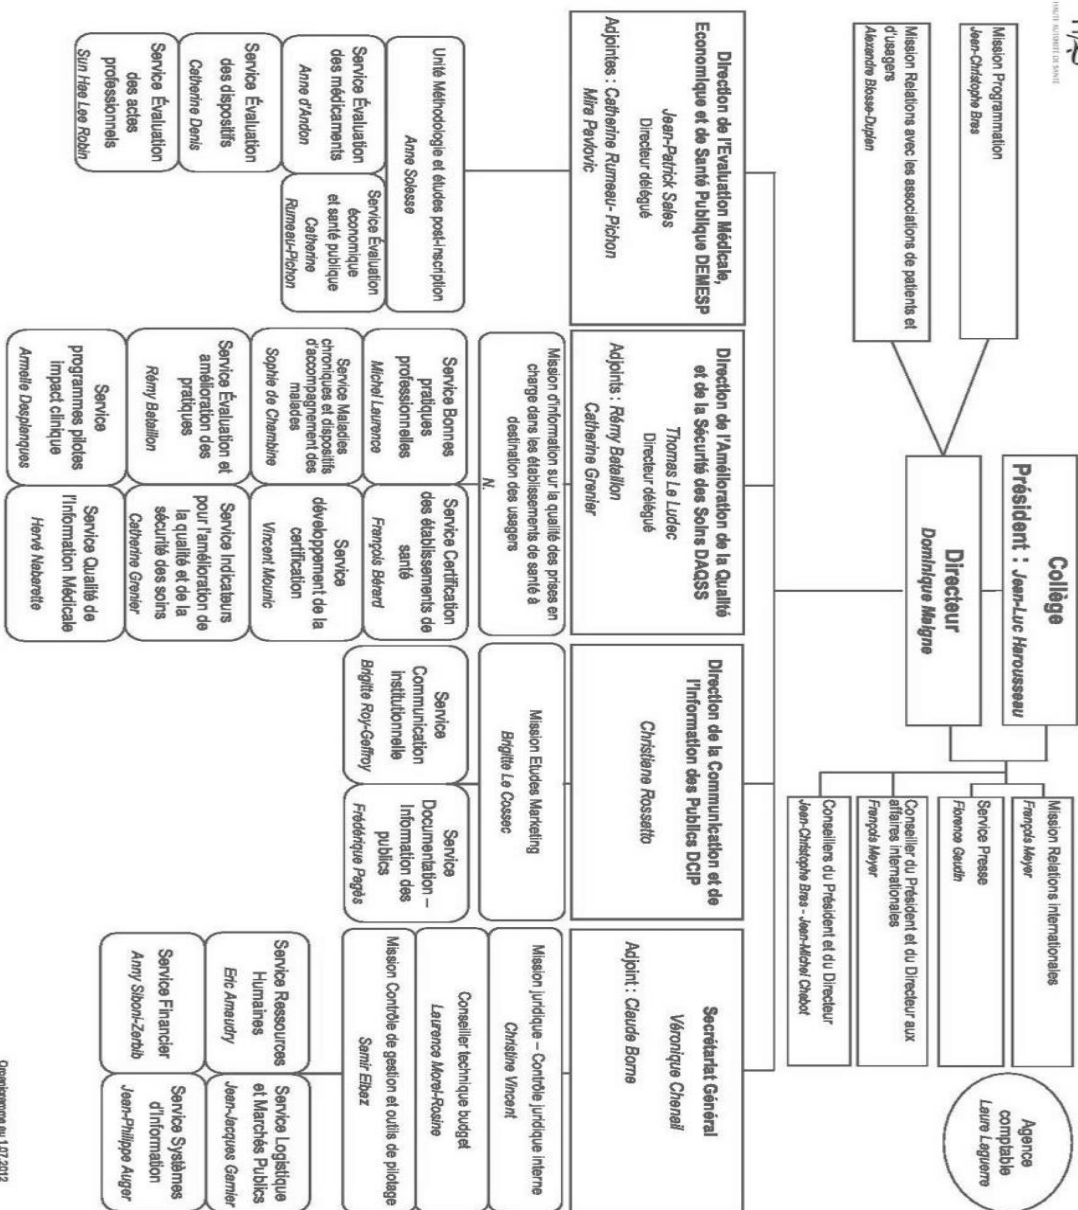 HAUTE AUTORITÉ DE SANTÉ
Collège
Président : Jean-Luc Harousseau
Directeur
Dominique Maigne
Mission Programmation
Jean-Christophe Bras
Mission Relations avec les associations de patients et
d'usagers
Alexandre Biosse-Duplan
Mission Relations internationales
François Meyer
Service Presse
Florence Gaudin
Conseiller du Président et du Directeur aux
affaires internationales
François Meyer
Conseillers du Président et du Directeur
Jean-Christophe Bras - Jean-Michel Chabot
Agence
comptable
Laure Laguerre
Direction de l'Evaluation Médicale,
Economique et de Santé Publique DEMESP
Jean-Patrick Sales
Directeur délégué
Adjointes : Catherine Rumeau- Pichon
Mira Pavlovic
Unité Méthodologie et études post-inscription
Anne Solesse
Service Évaluation
des médicaments
Anne d'Andon
Service Évaluation
économique
et santé publique
Catherine
Rumeau-Pichon
Service Évaluation
des dispositifs
Catherine Denis
Service Évaluation
des actes
professionnels
Sun Hae Lee Robin
Direction de l'Amélioration de la Qualité
et de la Sécurité des Soins DAQSS
Thomas Le Ludec
Directeur délégué
Adjoints : Rémy Bataillon
Catherine Grenier
Mission d'information sur la qualité des prises en
charge dans les établissements de santé à
destination des usagers
N.
Service Bonnes
pratiques
professionnelles
Michel Laurence
Service Certification
des établissements de
santé
François Bérard
Service Maladies
chroniques et dispositifs
d'accompagnement des
malades
Sophie de Chambine
Service
développement de la
certification
Vincent Mounic
Service Évaluation et
amélioration des
pratiques
Rémy Bataillon
Service Indicateurs
pour l'amélioration de
la qualité et de la
sécurité des soins
Catherine Grenier
Service
programmes pilotes
impact clinique
Armelle Desplanques
Service Qualité de
l'Information Médicale
Hervé Nabarette
Direction de la Communication et de
l'Information des Publics DCIP
Christiane Rossatto
Mission Etudes Marketing
Brigitte Le Cossec
Service
Communication
institutionnelle
Brigitte Roy-Geffroy
Service
Documentation –
Information des
publics
Frédérique Pagès
Secrétariat Général
Véronique Chenail
Adjoint : Claude Borne
Mission juridique – Contrôle juridique interne
Christine Vincent
Conseiller technique budget
Laurence Morel-Rosine
Mission Contrôle de gestion et outils de pilotage
Samir Elbaz
Service Ressources
Humaines
Eric Amaudry
Service Logistique
et Marchés Publics
Jean-Jacques Garnier
Service Financier
Anny Siboni-Zerbib
Service Systèmes
d'Information
Jean-Philippe Auger
Organigramme au 1.07.2012